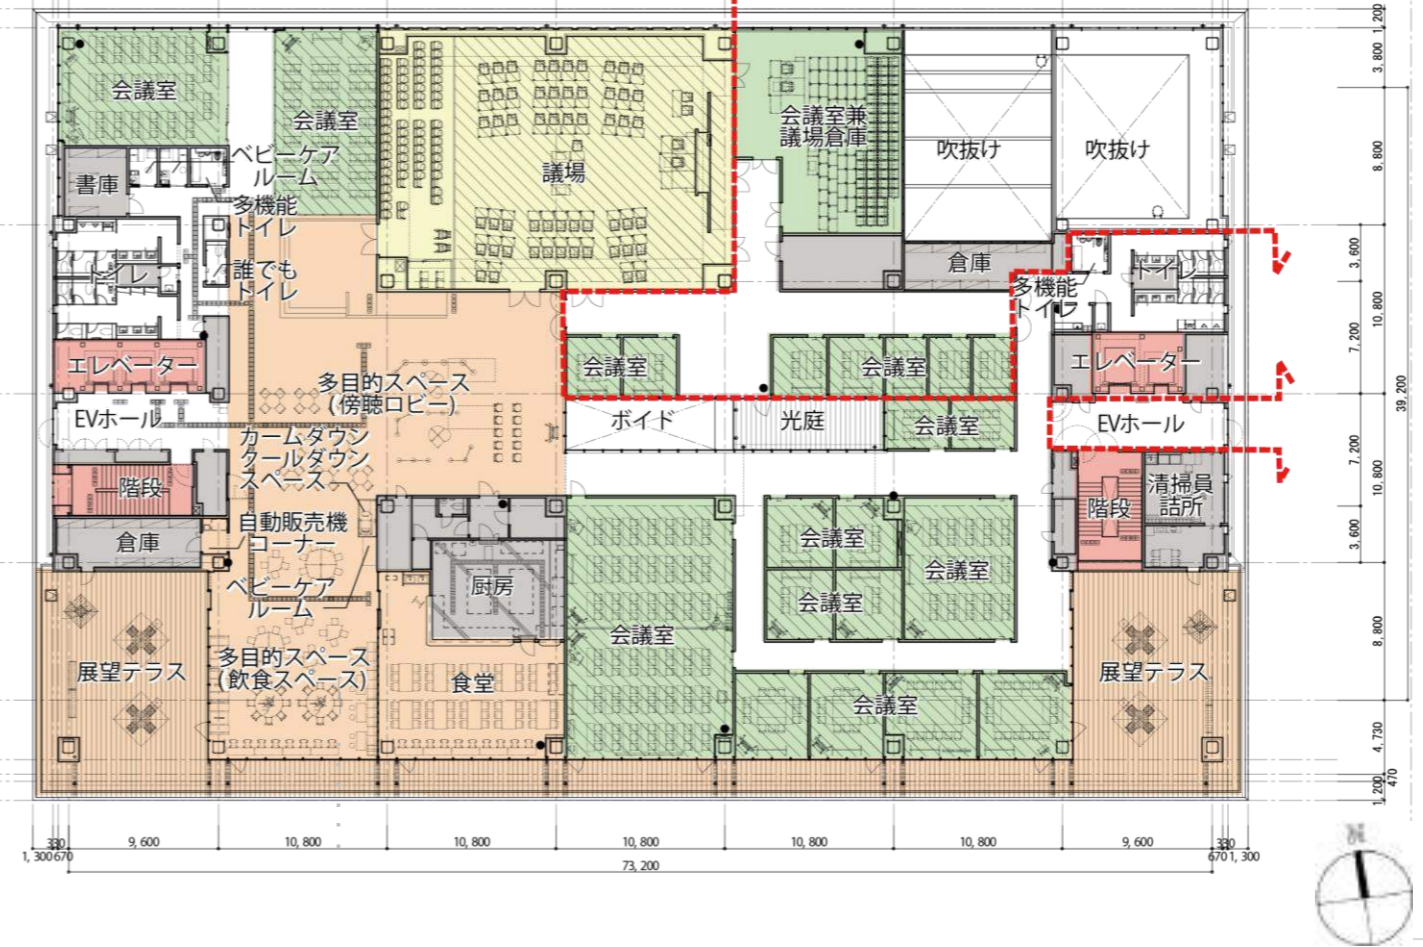 会議室
会議室
議場
会議室兼
議場倉庫
吹抜け
吹抜け
書庫
ベビーケア
ルーム
多機能
トイレ
トイレ
誰でも
トイレ
倉庫
多機能
トイレ
トイレ
エレベーター
会議室
会議室
エレベーター
多目的スペース
(傍聴ロビー)
EVホール
ボイド
光庭
会議室
EVホール
カームダウン
クールダウン
スペース
階段
階段
清掃員
詰所
自動販売機
コーナー
倉庫
会議室
会議室
会議室
ベビーケア
ルーム
厨房
会議室
展望テラス
多目的スペース
(飲食スペース)
食堂
会議室
展望テラス
1,200
3,800
8,800
3,600
10,800
7,200
39,200
7,200
10,800
3,600
8,800
4,730
470
1,200
330 9,600 10,800 10,800 10,800 10,800 10,800 9,600 330
1,300 670 73,200 670 1,300